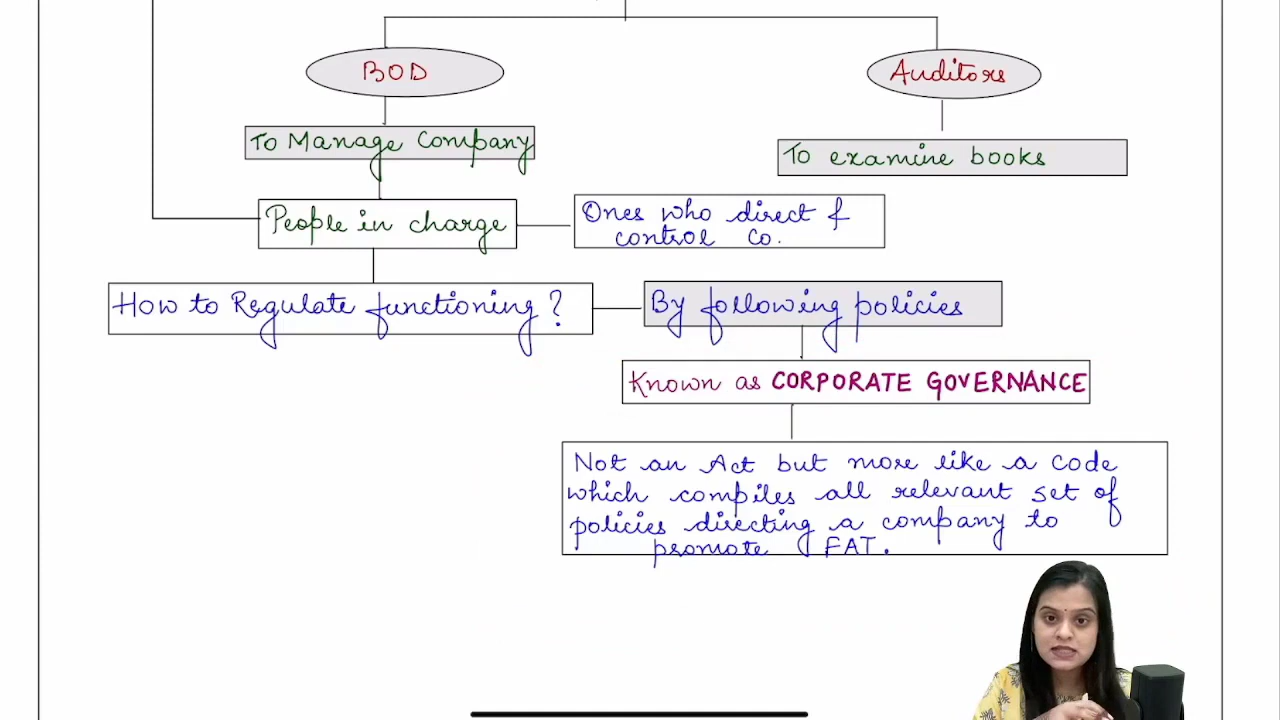 BOD
Auditors
To Manage Company
To examine books
People in charge
Ones who direct &
control Co.
How to Regulate functioning?
By following policies
Known as CORPORATE GOVERNANCE
Not an Act but more like a code
which compiles all relevant set of
policies directing a company to
promote FAT.